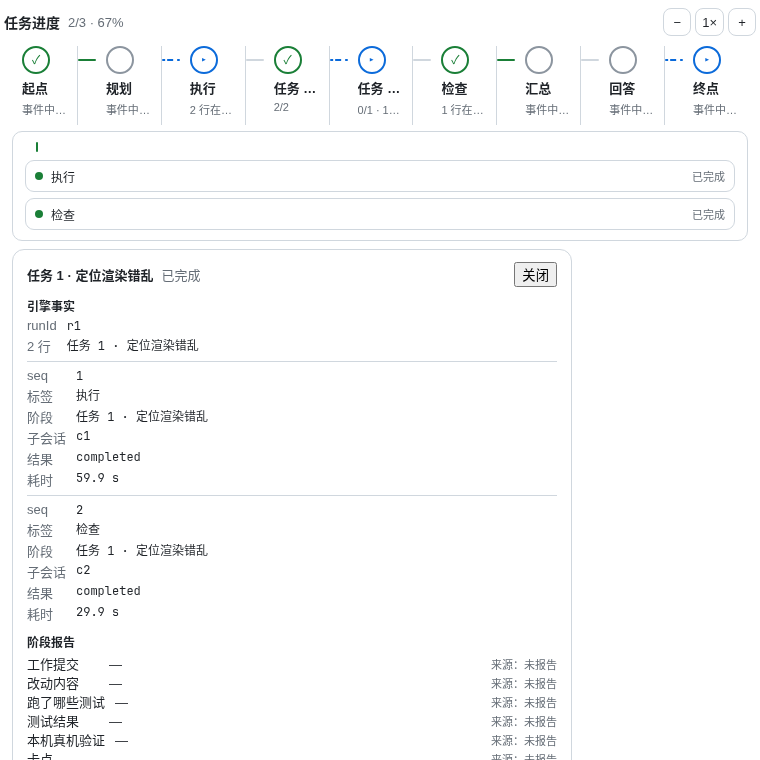 任务进度 2/3 · 67% − 1× +
✓ ▸ ✓ ▸ ✓ ▸
起点 规划 执行 任务 … 任务 … 检查 汇总 回答 终点
事件中… 事件中… 2 行在… 2/2 0/1 · 1… 1 行在… 事件中… 事件中… 事件中…
执行 已完成
检查 已完成
任务 1 · 定位渲染错乱 已完成 关闭
引擎事实
runId r1
2 行 任务 1 · 定位渲染错乱
seq 1
标签 执行
阶段 任务 1 · 定位渲染错乱
子会话 c1
结果 completed
耗时 59.9 s
seq 2
标签 检查
阶段 任务 1 · 定位渲染错乱
子会话 c2
结果 completed
耗时 29.9 s
阶段报告
工作提交 — 来源: 未报告
改动内容 — 来源: 未报告
跑了哪些测试 — 来源: 未报告
测试结果 — 来源: 未报告
本机真机验证 — 来源: 未报告
卡点 — 来源: 未报告